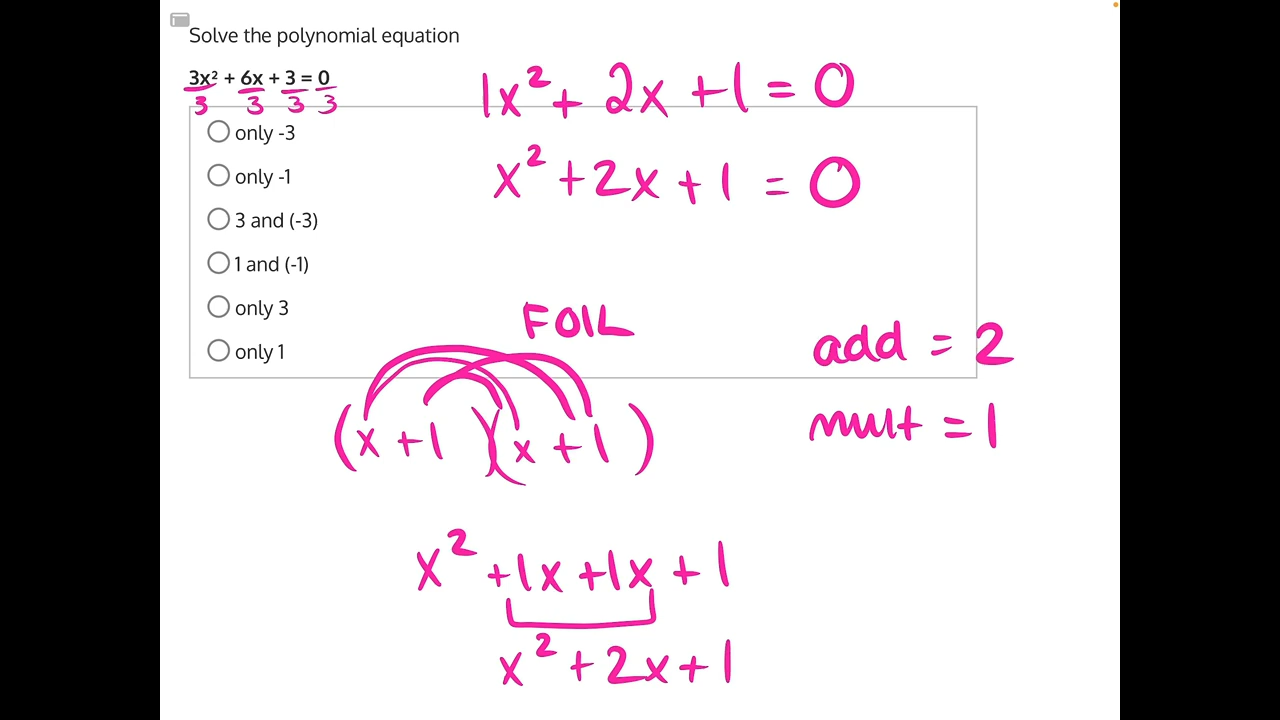 Solve the polynomial equation
3x² + 6x + 3 = 0
3 3 3 3
1x² + 2x + 1 = 0
only -3
only -1
x² + 2x + 1 = 0
3 and (-3)
1 and (-1)
only 3
FOIL
only 1
add = 2
(x + 1)(x + 1)
mult = 1
x² + 1x + 1x + 1
x² + 2x + 1